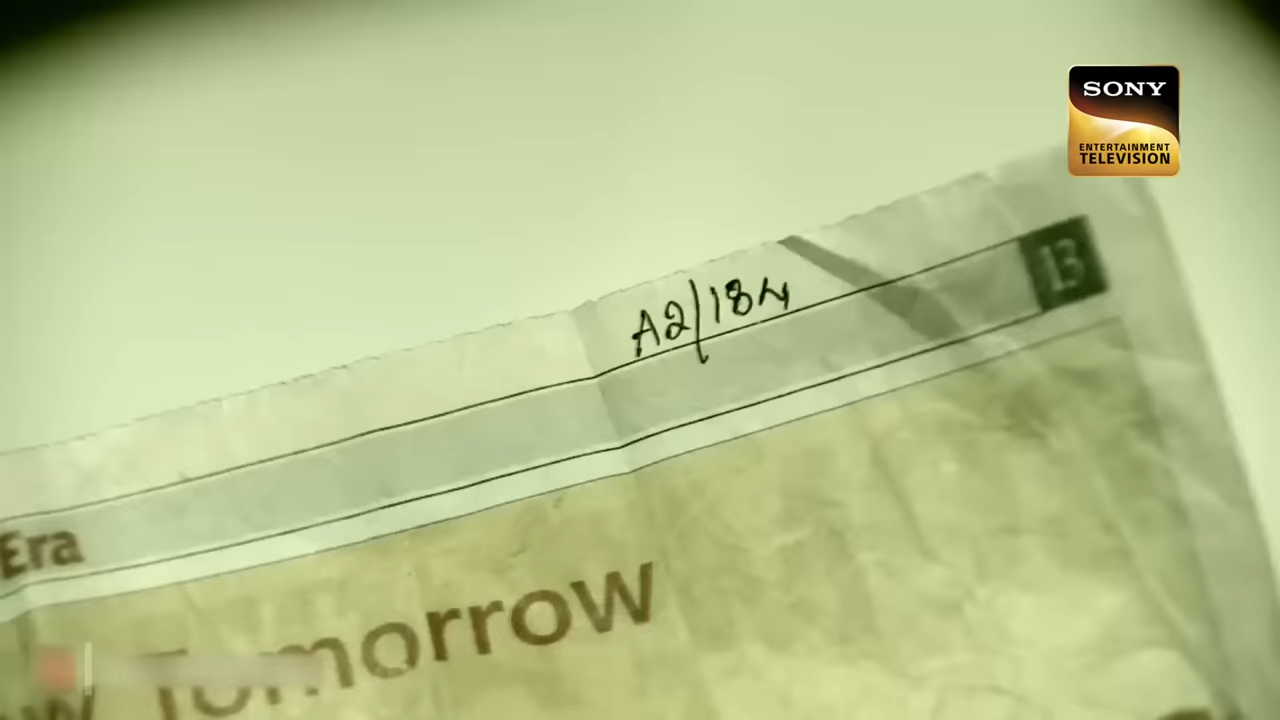 SONY
ENTERTAINMENT
TELEVISION
13
A2/184
Era
Tomorrow